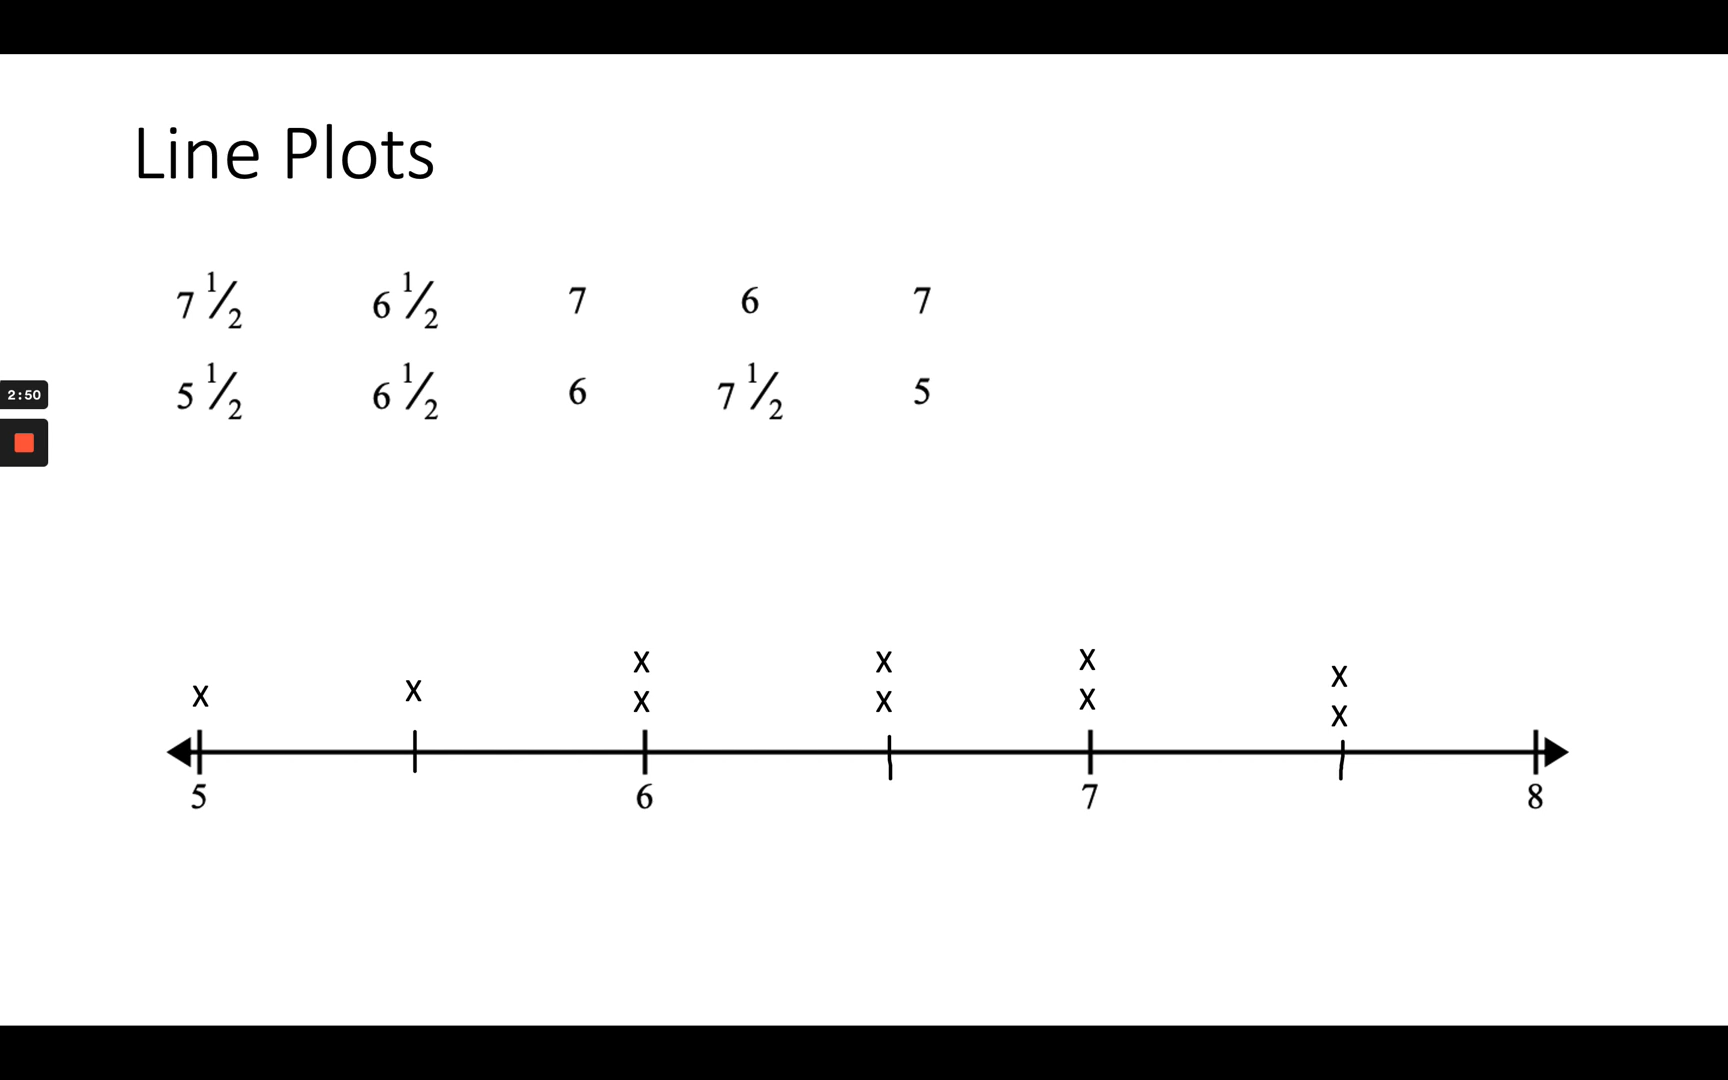 Line Plots
7 1/2 6 1/2 7 6 7
2:50
5 1/2 6 1/2 6 7 1/2 5
x x x x
x x x x x x
5 6 7 8